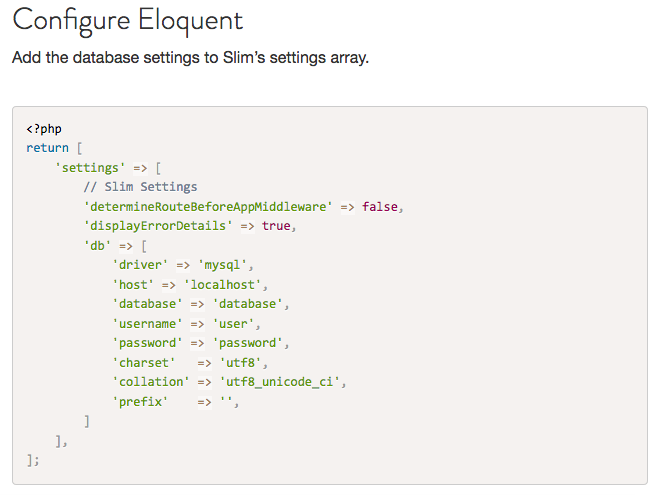 Configure Eloquent
Add the database settings to Slim’s settings array.
<?php
return [
    'settings' => [
        // Slim Settings
        'determineRouteBeforeAppMiddleware' => false,
        'displayErrorDetails' => true,
        'db' => [
            'driver' => 'mysql',
            'host' => 'localhost',
            'database' => 'database',
            'username' => 'user',
            'password' => 'password',
            'charset'   => 'utf8',
            'collation' => 'utf8_unicode_ci',
            'prefix'    => '',
        ]
    ],
];